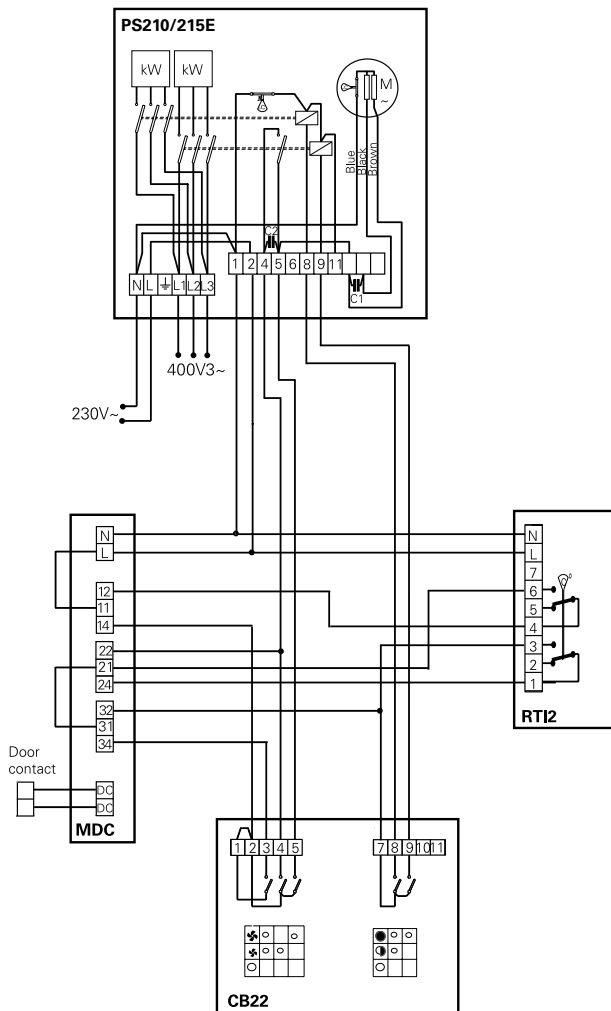 PS210/215E
kW kW
M
~
Blue
Black
Brown
C2
1 2 4 5 6 8 9 11
C1
N L L1 L2 L3
400V3~
230V~
N
L
12
11
14
22
21
24
32
31
34
DC
DC
MDC
Door
contact
N
L
7
6
5
4
3
2
1
RTI2
1 2 3 4 5
7 8 9 10 11
CB22